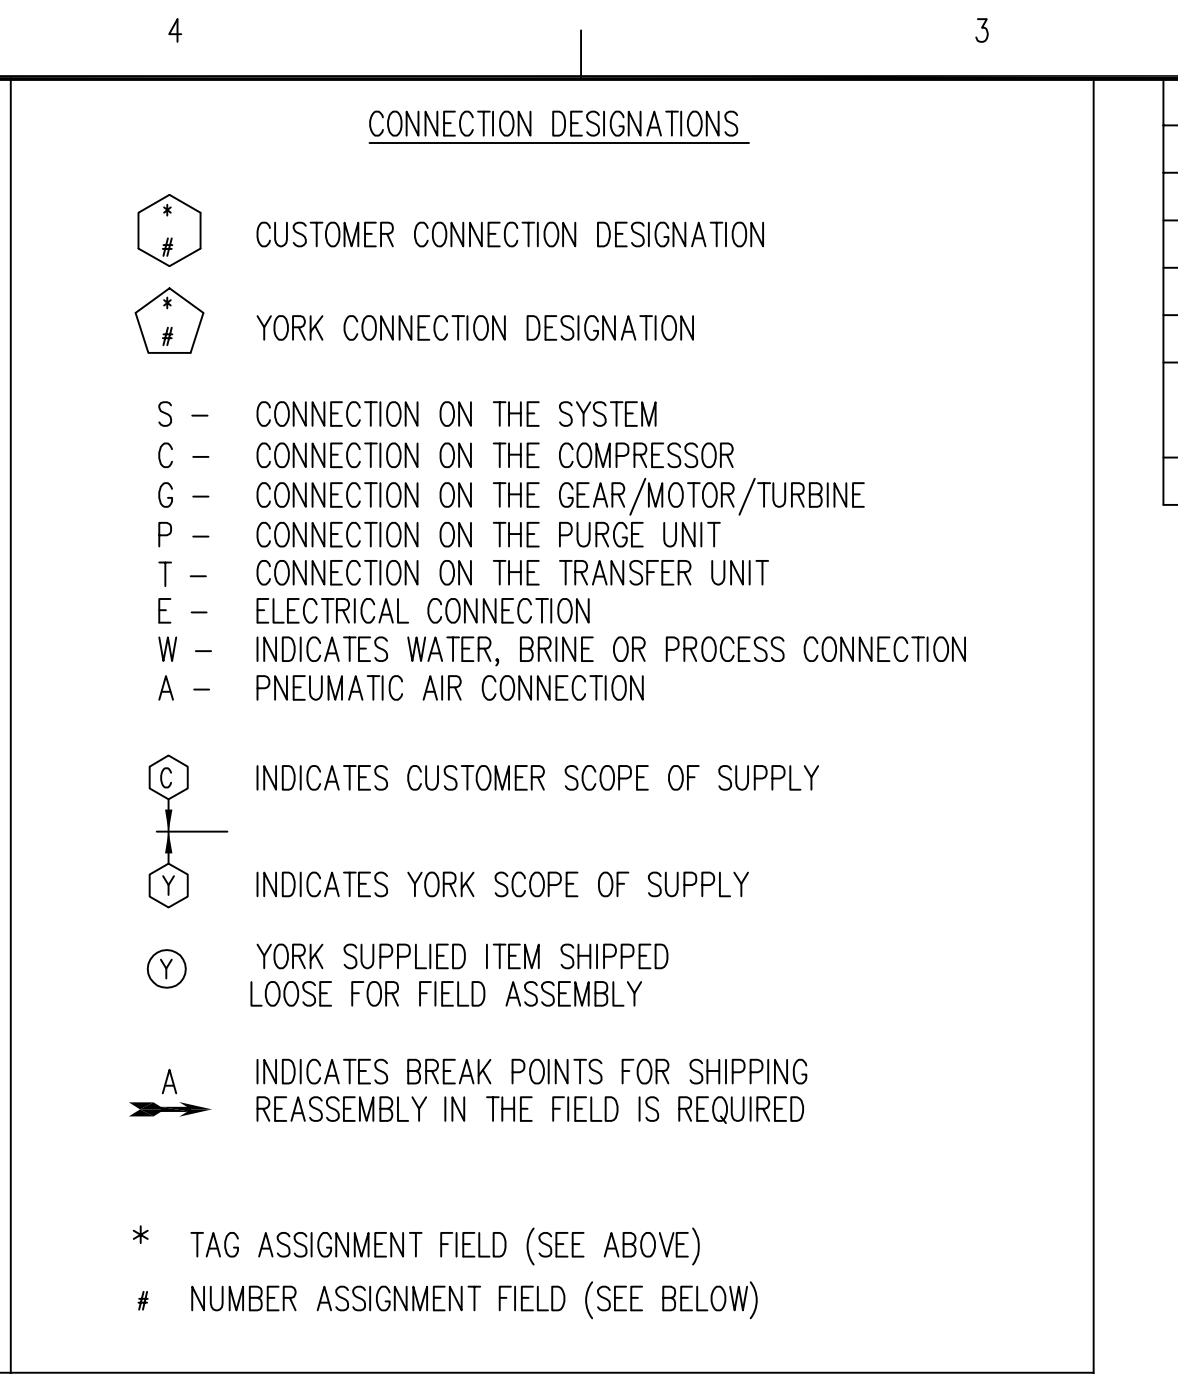 4 3
CONNECTION DESIGNATIONS
*
# CUSTOMER CONNECTION DESIGNATION
*
# YORK CONNECTION DESIGNATION
S – CONNECTION ON THE SYSTEM
C – CONNECTION ON THE COMPRESSOR
G – CONNECTION ON THE GEAR/MOTOR/TURBINE
P – CONNECTION ON THE PURGE UNIT
T – CONNECTION ON THE TRANSFER UNIT
E – ELECTRICAL CONNECTION
W – INDICATES WATER, BRINE OR PROCESS CONNECTION
A – PNEUMATIC AIR CONNECTION
C INDICATES CUSTOMER SCOPE OF SUPPLY
Y INDICATES YORK SCOPE OF SUPPLY
Y YORK SUPPLIED ITEM SHIPPED
LOOSE FOR FIELD ASSEMBLY
A INDICATES BREAK POINTS FOR SHIPPING
REASSEMBLY IN THE FIELD IS REQUIRED
* TAG ASSIGNMENT FIELD (SEE ABOVE)
# NUMBER ASSIGNMENT FIELD (SEE BELOW)